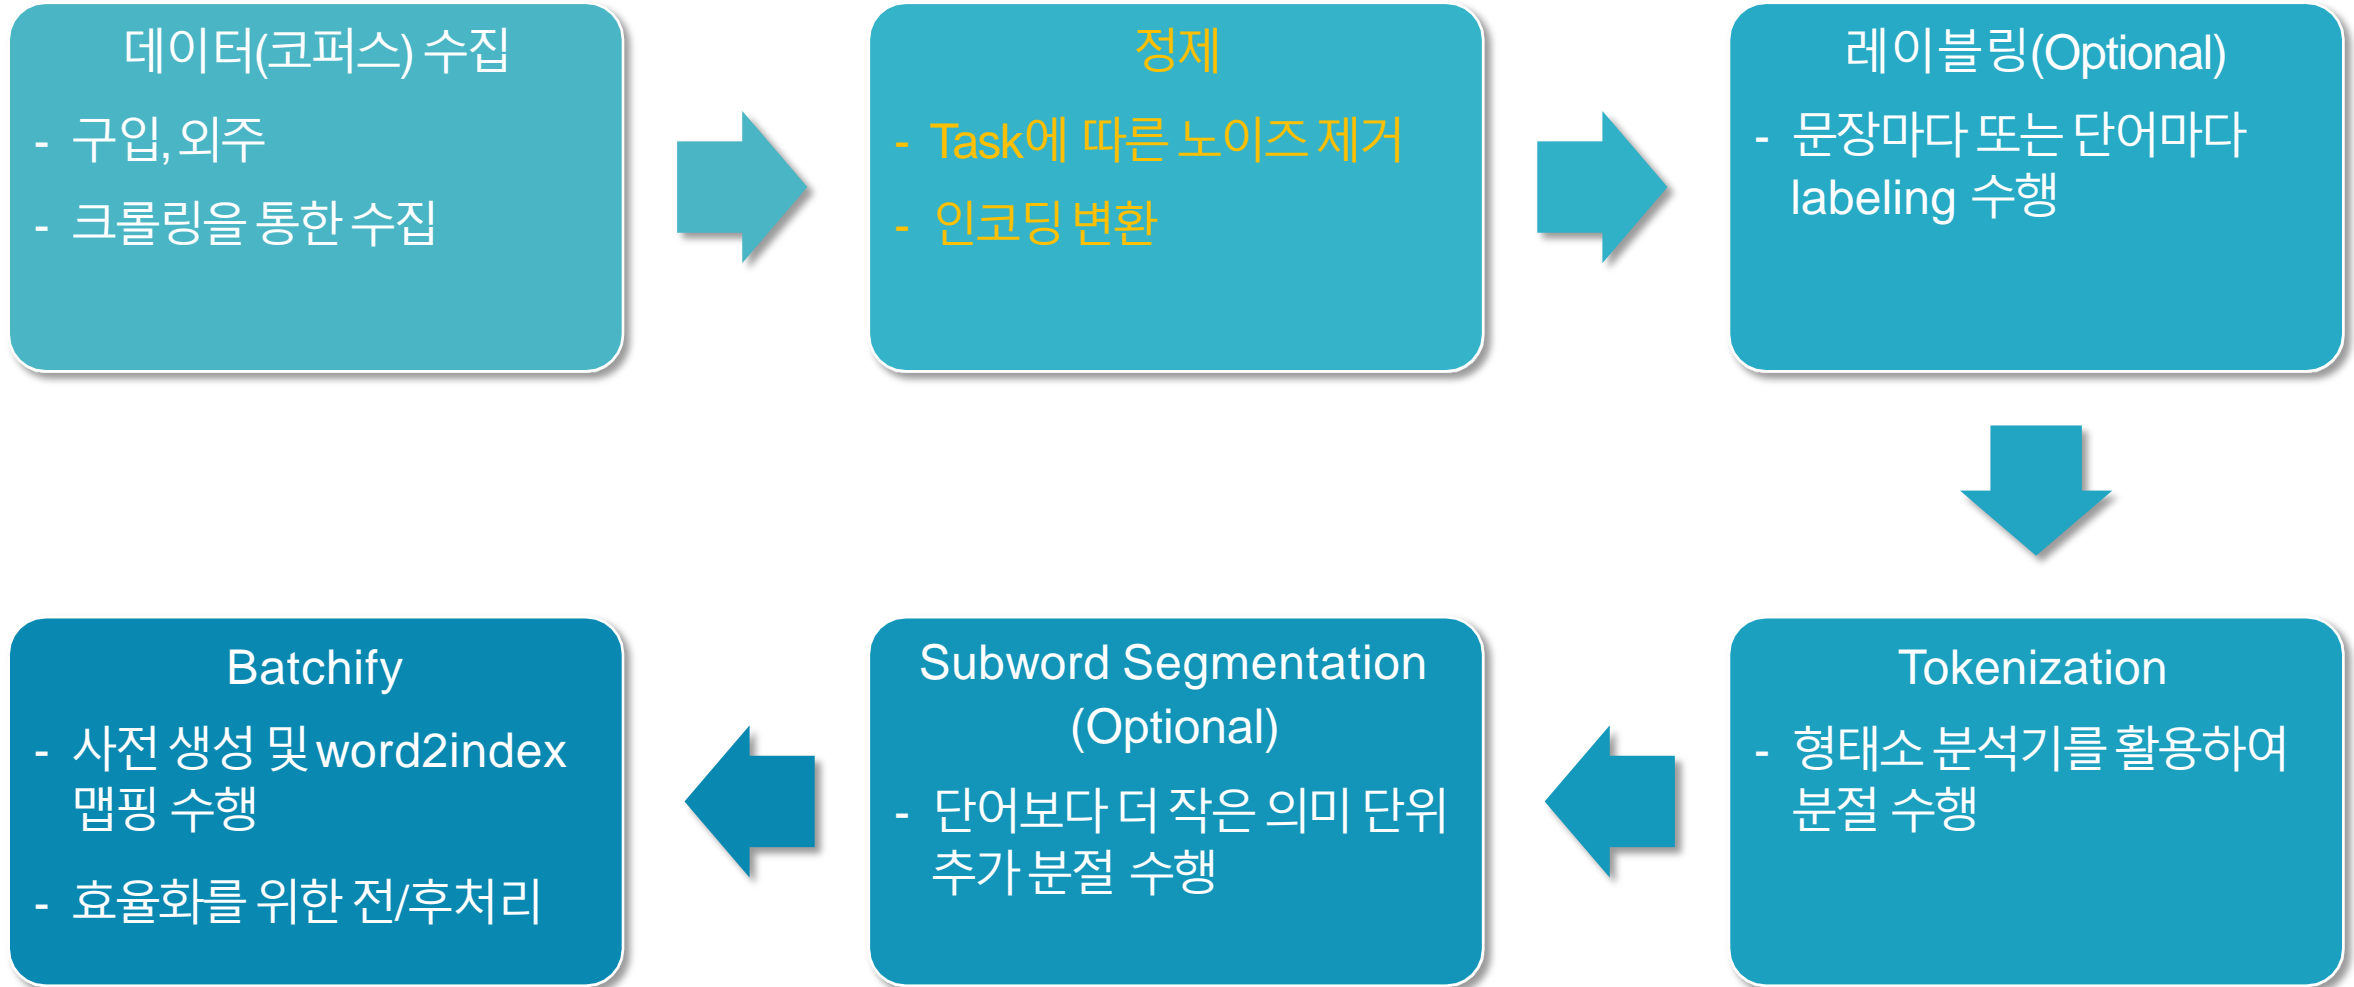 데이터(코퍼스) 수집
- 구입, 외주
- 크롤링을 통한 수집
정제
- Task에 따른 노이즈 제거
- 인코딩 변환
레이블링(Optional)
- 문장마다 또는 단어마다
labeling 수행
Tokenization
- 형태소 분석기를 활용하여
분절 수행
Subword Segmentation
(Optional)
- 단어보다 더 작은 의미 단위
추가 분절 수행
Batchify
- 사전 생성 및 word2index
맵핑 수행
- 효율화를 위한 전/후처리